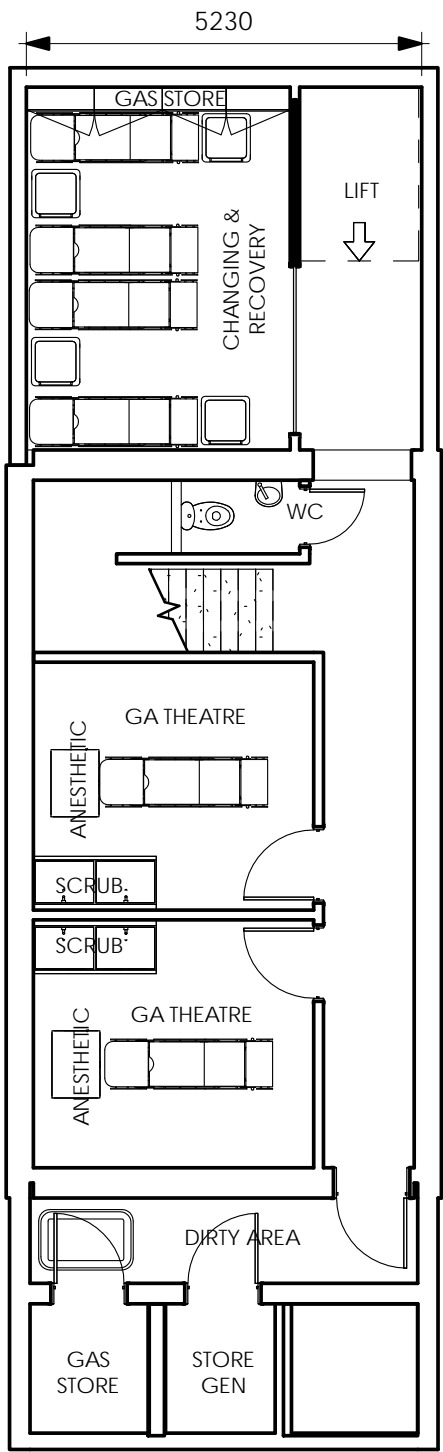 5230
GAS STORE
LIFT
CHANGING &
RECOVERY
WC
GA THEATRE
ANESTHETIC
SCRUB
SCRUB
GA THEATRE
ANESTHETIC
DIRTY AREA
GAS
STORE
STORE
GEN